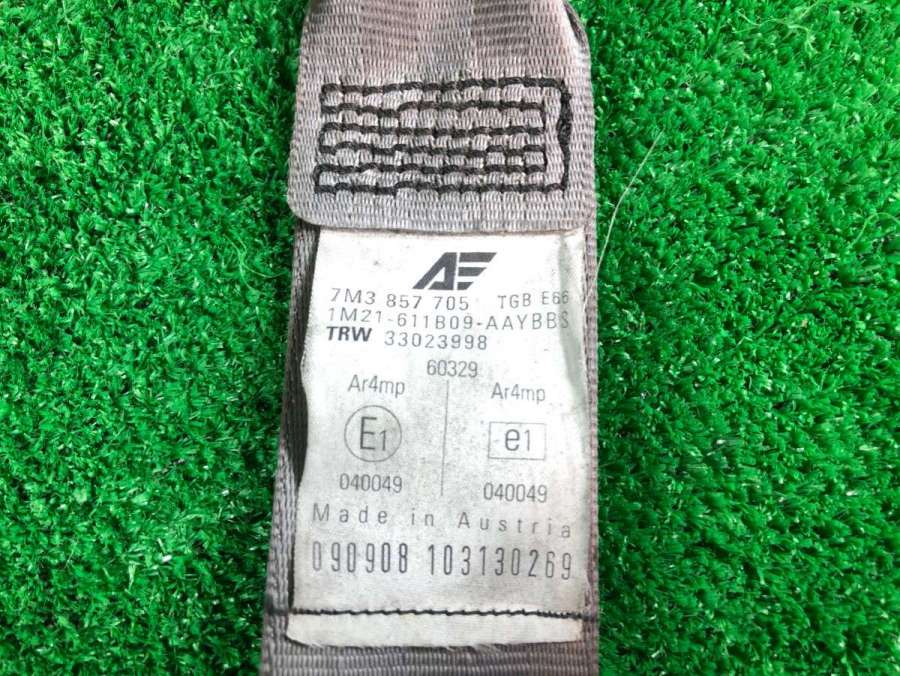 AE
7M3 857 705 TGB E66
1M21-611B09-AAYBBS
TRW 33023998
60329
Ar4mp Ar4mp
E1 e1
040049 040049
Made in Austria
090908 103130269